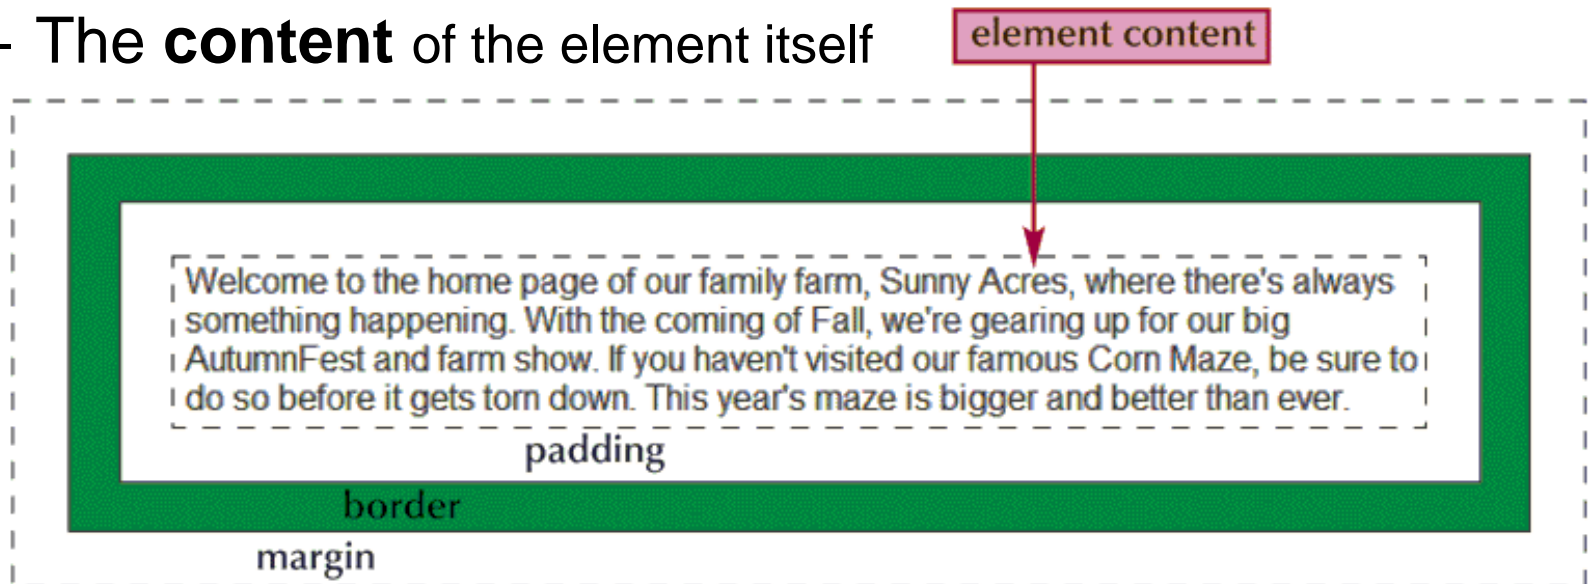 - The content of the element itself
element content
Welcome to the home page of our family farm, Sunny Acres, where there's always
something happening. With the coming of Fall, we're gearing up for our big
AutumnFest and farm show. If you haven't visited our famous Corn Maze, be sure to
do so before it gets torn down. This year's maze is bigger and better than ever.
padding
border
margin